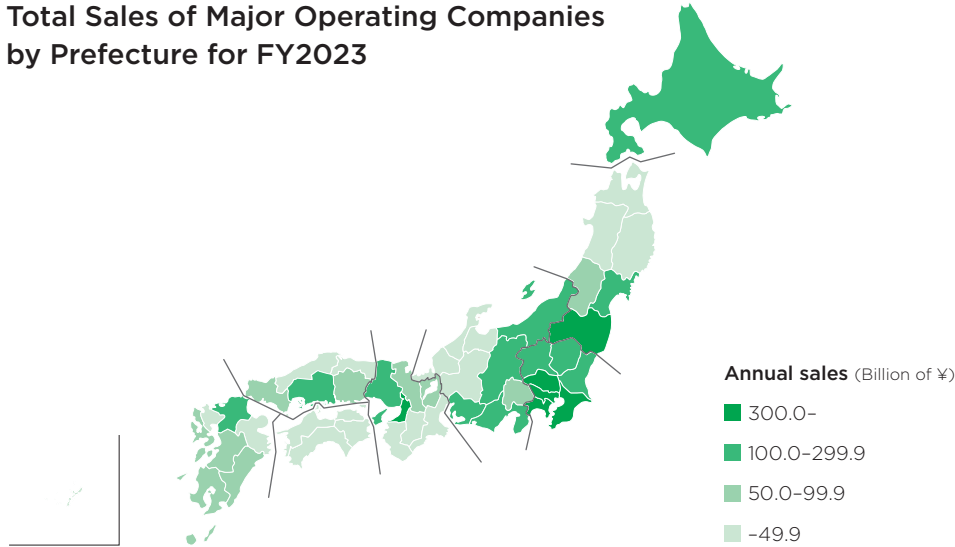 Total Sales of Major Operating Companies
by Prefecture for FY2023
Annual sales (Billion of ¥)
300.0–
100.0–299.9
50.0–99.9
–49.9